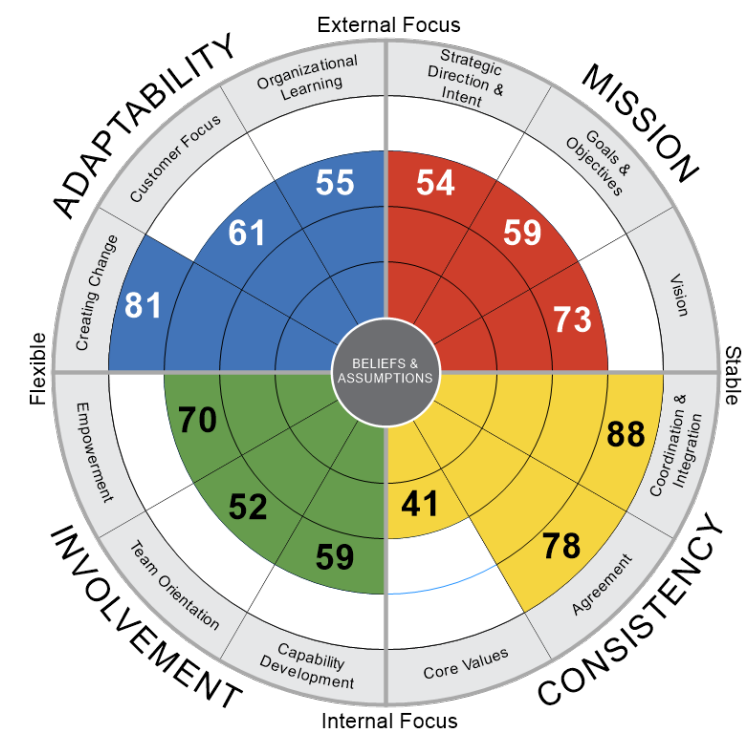 External Focus
ADAPTABILITY
MISSION
Organizational
Learning
Strategic
Direction &
Intent
Customer Focus
Goals &
Objectives
Creating Change
Vision
55
54
61
59
81
73
Flexible
BELIEFS &
ASSUMPTIONS
Stable
70
88
52
41
78
59
Empowerment
Coordination &
Integration
Team Orientation
Agreement
Capability
Development
Core Values
INVOLVEMENT
CONSISTENCY
Internal Focus